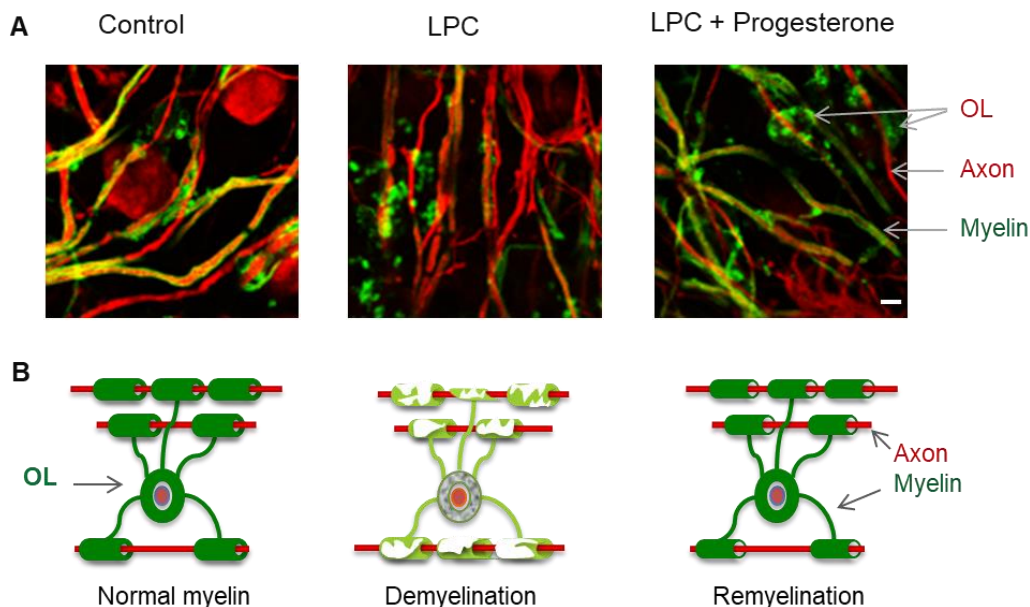 A
Control
LPC
LPC + Progesterone
OL
Axon
Myelin
B
OL
Axon
Myelin
Normal myelin
Demyelination
Remyelination